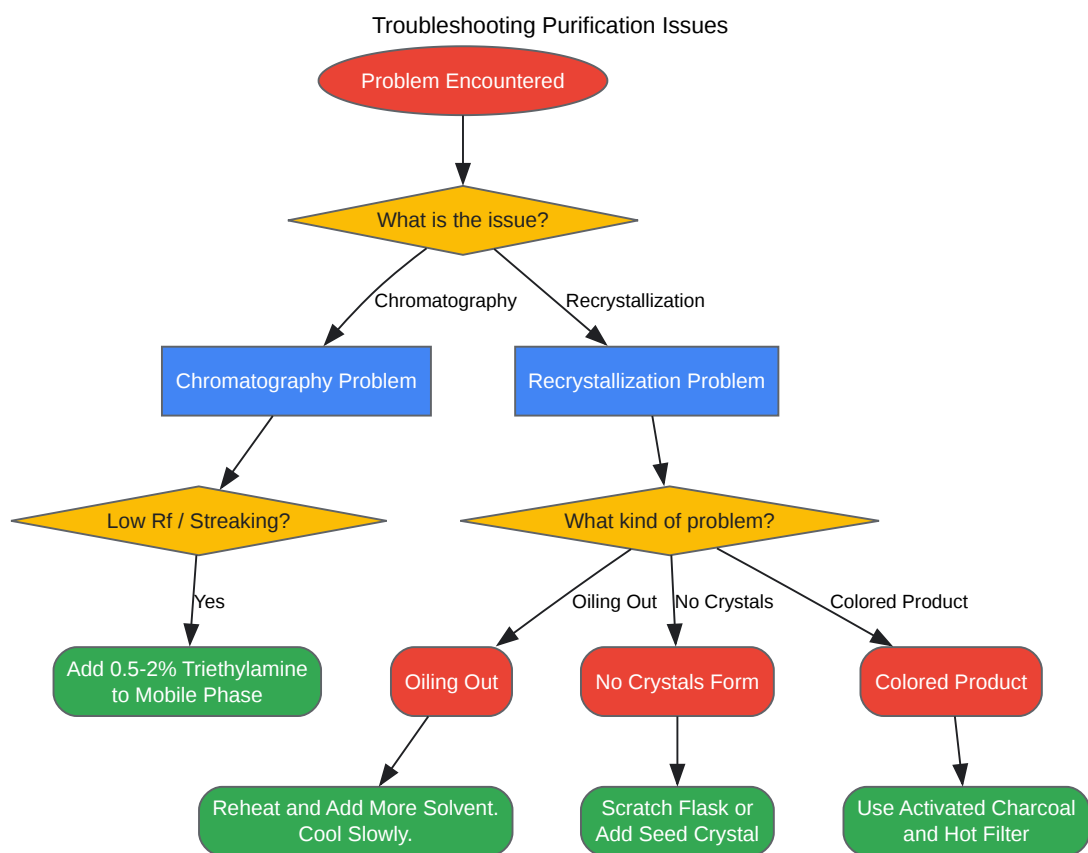 Troubleshooting Purification Issues
Problem Encountered
What is the issue?
Chromatography
Recrystallization
Chromatography Problem
Recrystallization Problem
Low Rf / Streaking?
What kind of problem?
Yes
Oiling Out
No Crystals
Colored Product
Add 0.5-2% Triethylamine
to Mobile Phase
Oiling Out
No Crystals Form
Colored Product
Reheat and Add More Solvent.
Cool Slowly.
Scratch Flask or
Add Seed Crystal
Use Activated Charcoal
and Hot Filter